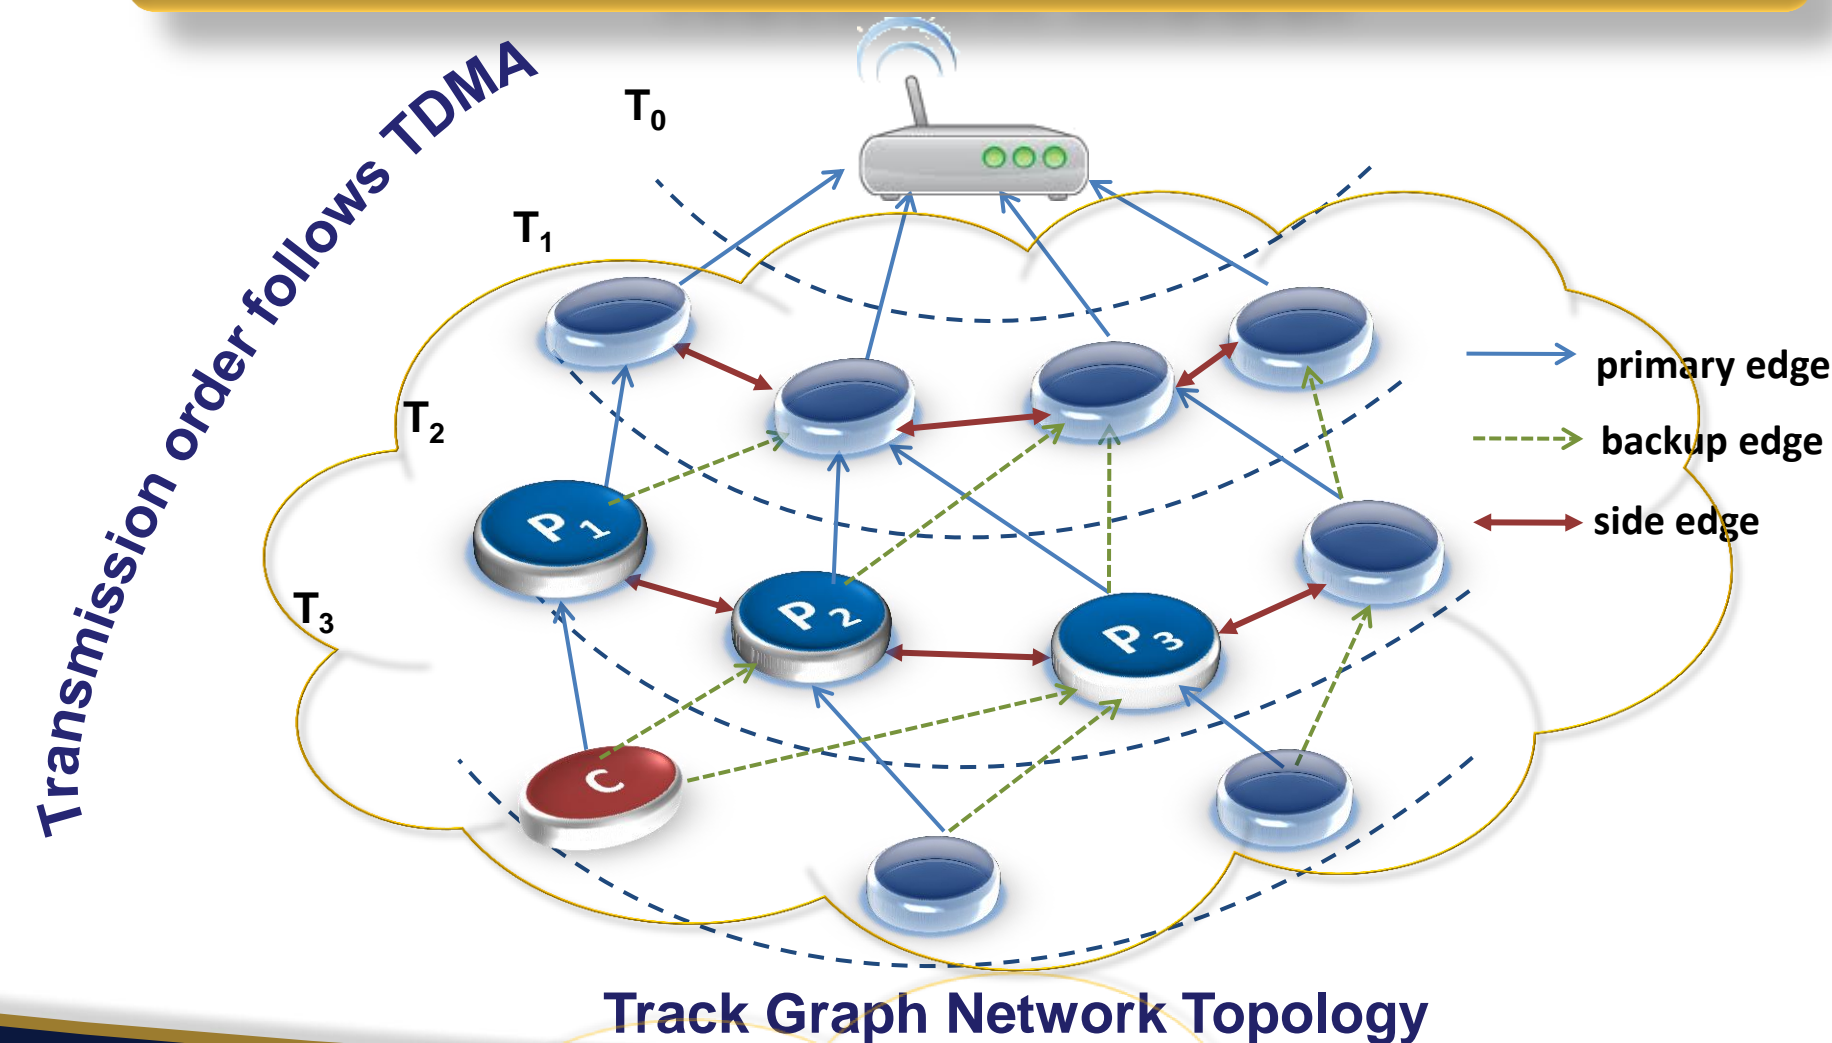 Transmission order follows TDMA
T0
T1
T2
T3
primary edge
backup edge
side edge
P1
P2
P3
C
Track Graph Network Topology